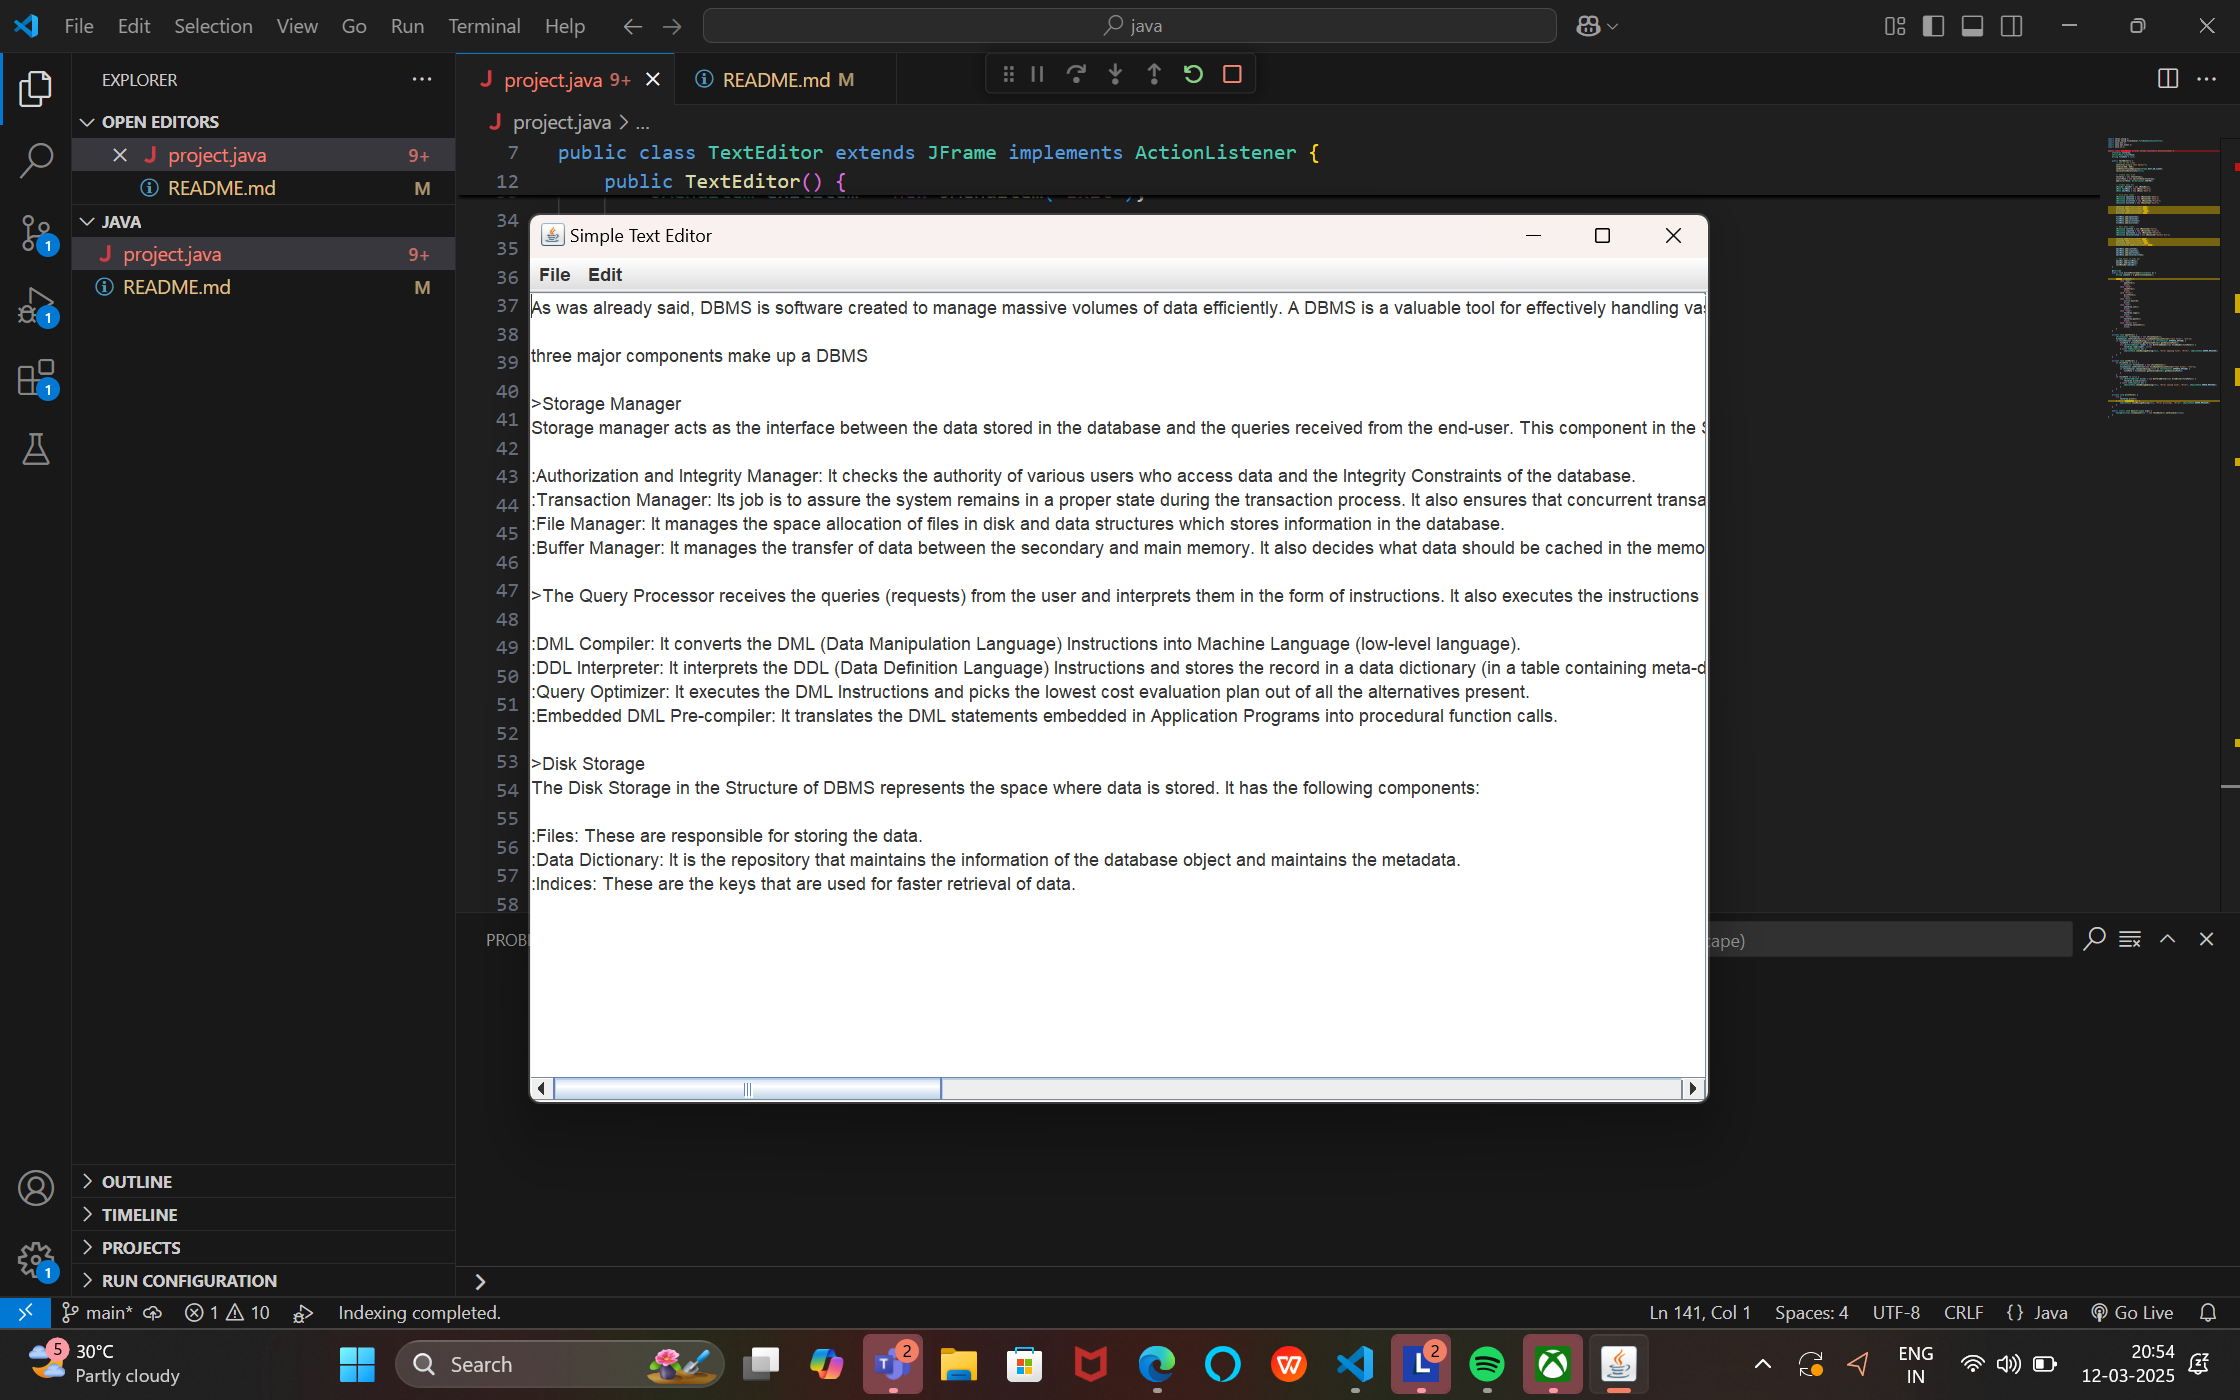 File Edit Selection View Go Run Terminal Help
java
EXPLORER
OPEN EDITORS
project.java 9+
README.md M
JAVA
project.java 9+
README.md M
OUTLINE
TIMELINE
PROJECTS
RUN CONFIGURATION
project.java 9+
README.md M
project.java > ...
7 public class TextEditor extends JFrame implements ActionListener {
12 public TextEditor() {
34
35
36
37
38
39
40
41
42
43
44
45
46
47
48
49
50
51
52
53
54
55
56
57
58
Simple Text Editor
File Edit
As was already said, DBMS is software created to manage massive volumes of data efficiently. A DBMS is a valuable tool for effectively handling
three major components make up a DBMS
>Storage Manager
Storage manager acts as the interface between the data stored in the database and the queries received from the end-user. This component in the
:Authorization and Integrity Manager: It checks the authority of various users who access data and the Integrity Constraints of the database.
:Transaction Manager: Its job is to assure the system remains in a proper state during the transaction process. It also ensures that concurrent transa
:File Manager: It manages the space allocation of files in disk and data structures which stores information in the database.
:Buffer Manager: It manages the transfer of data between the secondary and main memory. It also decides what data should be cached in the memo
>The Query Processor receives the queries (requests) from the user and interprets them in the form of instructions. It also executes the instructions
:DML Compiler: It converts the DML (Data Manipulation Language) Instructions into Machine Language (low-level language).
:DDL Interpreter: It interprets the DDL (Data Definition Language) Instructions and stores the record in a data dictionary (in a table containing meta-d
:Query Optimizer: It executes the DML Instructions and picks the lowest cost evaluation plan out of all the alternatives present.
:Embedded DML Pre-compiler: It translates the DML statements embedded in Application Programs into procedural function calls.
>Disk Storage
The Disk Storage in the Structure of DBMS represents the space where data is stored. It has the following components:
:Files: These are responsible for storing the data.
:Data Dictionary: It is the repository that maintains the information of the database object and maintains the metadata.
:Indices: These are the keys that are used for faster retrieval of data.
PROB
cape)
main* 1 10 Indexing completed.
Ln 141, Col 1 Spaces: 4 UTF-8 CRLF {} Java Go Live
5 30°C
Partly cloudy
Search
2
2
ENG
IN
20:54
12-03-2025